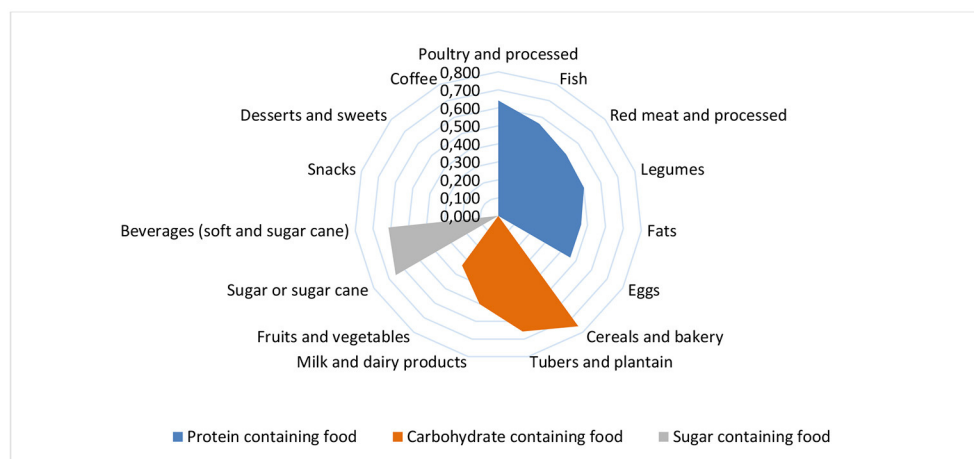 Poultry and processed
0,800
Coffee
Fish
0,700
0,600
Desserts and sweets
Red meat and processed
0,500
0,400
Snacks
0,300
Legumes
0,200
0,100
0,000
Beverages (soft and sugar cane)
Fats
Sugar or sugar cane
Eggs
Fruits and vegetables
Cereals and bakery
Milk and dairy products
Tubers and plantain
Protein containing food
Carbohydrate containing food
Sugar containing food